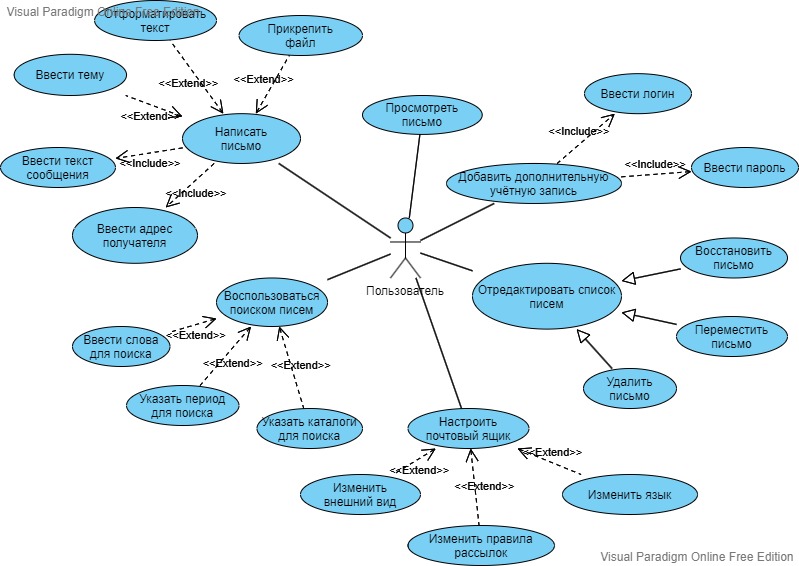 Visual Paradigm Online Free Edition
Отформатировать
текст
Прикрепить
файл
<<Extend>>
<<Extend>>
Ввести тему
<<Extend>>
Написать
письмо
Ввести текст
сообщения
<<Include>>
<<Include>>
Ввести адрес
получателя
Просмотреть
письмо
Ввести логин
<<Include>>
Добавить дополнительную
учётную запись
<<Include>>
Ввести пароль
Пользователь
Восстановить
письмо
Отредактировать список
писем
Переместить
письмо
Удалить
письмо
Воспользоваться
поиском писем
Ввести слова
для поиска
<<Extend>>
<<Extend>>
<<Extend>>
Указать период
для поиска
Указать каталоги
для поиска
Настроить
почтовый ящик
<<Extend>>
<<Extend>>
<<Extend>>
Изменить
внешний вид
Изменить язык
Изменить правила
рассылок
Visual Paradigm Online Free Edition